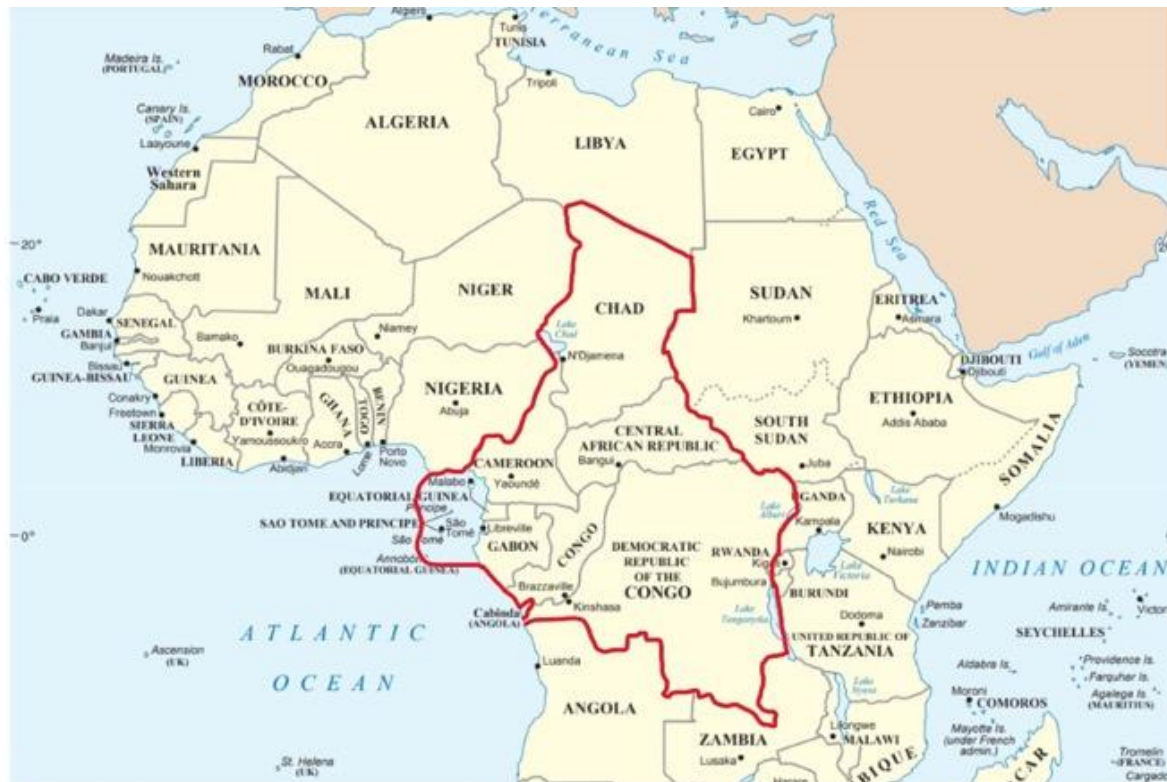 Algiers
Tunis
TUNISIA
Mediterranean Sea
Madeira Is.
(PORTUGAL)
Rabat
MOROCCO
Tripoli
Canary Is.
(SPAIN)
Laayoune
ALGERIA
LIBYA
Cairo
EGYPT
Western
Sahara
Red Sea
20°
MAURITANIA
Nouakchott
CABO VERDE
Praia
MALI
NIGER
CHAD
SUDAN
Khartoum
ERITREA
Asmara
Dakar
SENEGAL
GAMBIA
Banjul
Bissau
GUINEA-BISSAU
Bamako
Niamey
BURKINA FASO
Ouagadougou
Lake
Chad
N'Djamena
DJIBOUTI
Djibouti
Gulf of Aden
Socotra
(YEMEN)
GUINEA
Conakry
Freetown
SIERRA
LEONE
Monrovia
LIBERIA
CÔTE-
D'IVOIRE
Yamoussoukro
Abidjan
GHANA
Accra
TOGO
Lome
BENIN
Porto
Novo
NIGERIA
Abuja
ETHIOPIA
Addis Ababa
SOUTH
SUDAN
Juba
CENTRAL
AFRICAN REPUBLIC
Bangui
CAMEROON
Yaoundé
Malabo
EQUATORIAL GUINEA
Principe
SAO TOME AND PRINCIPE
São
Tomé
São Tomé
Libreville
GABON
CONGO
SOMALIA
Mogadishu
UGANDA
Kampala
Lake
Albert
Lake
Turkana
KENYA
Nairobi
0°
Annobon
(EQUATORIAL GUINEA)
DEMOCRATIC
REPUBLIC
OF THE
CONGO
RWANDA
Lake
Victoria
Bujumbura
BURUNDI
INDIAN OCEAN
Brazzaville
Kinshasa
Cabinda
(ANGOLA)
Lake
Tanganyika
Dodoma
UNITED REPUBLIC OF
TANZANIA
Pemba
Zanzibar
Amirante Is.
Victor
SEYCHELLES
ATLANTIC
OCEAN
Ascension
(UK)
Luanda
ANGOLA
Aldabra Is.
Providence Is.
Farquher Is.
Agalega Is.
(MAURITIUS)
Moroni
COMOROS
Mayotte Is.
(under French
admin.)
Lake
Nyasa
Lilongwe
MALAWI
ZAMBIA
Lusaka
St. Helena
(UK)
Tromelin
(FRANCE)